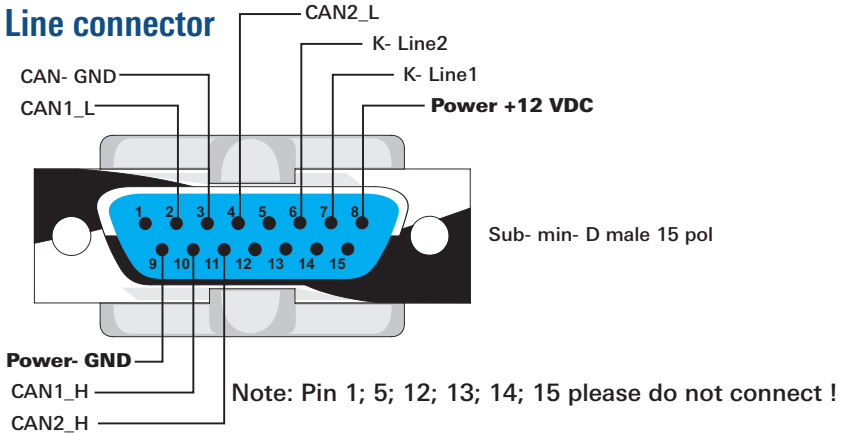 Line connector
CAN2_L
K- Line2
K- Line1
CAN- GND
CAN1_L
Power +12 VDC
1 2 3 4 5 6 7 8
9 10 11 12 13 14 15
Sub- min- D male 15 pol
Power- GND
CAN1_H
CAN2_H
Note: Pin 1; 5; 12; 13; 14; 15 please do not connect !